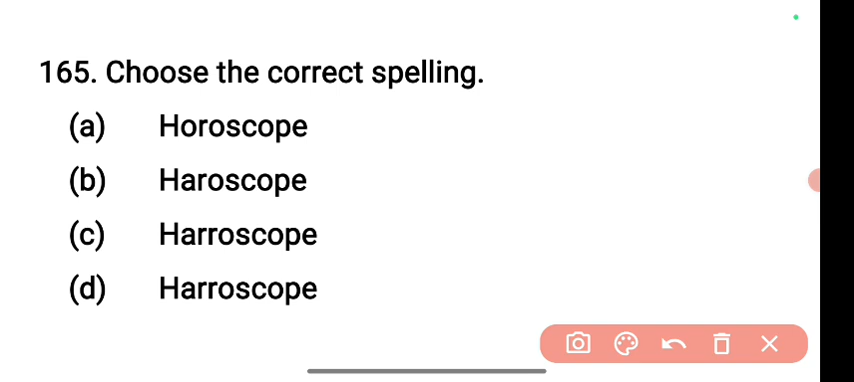 165. Choose the correct spelling.
(a) Horoscope
(b) Haroscope
(c) Harroscope
(d) Harroscope